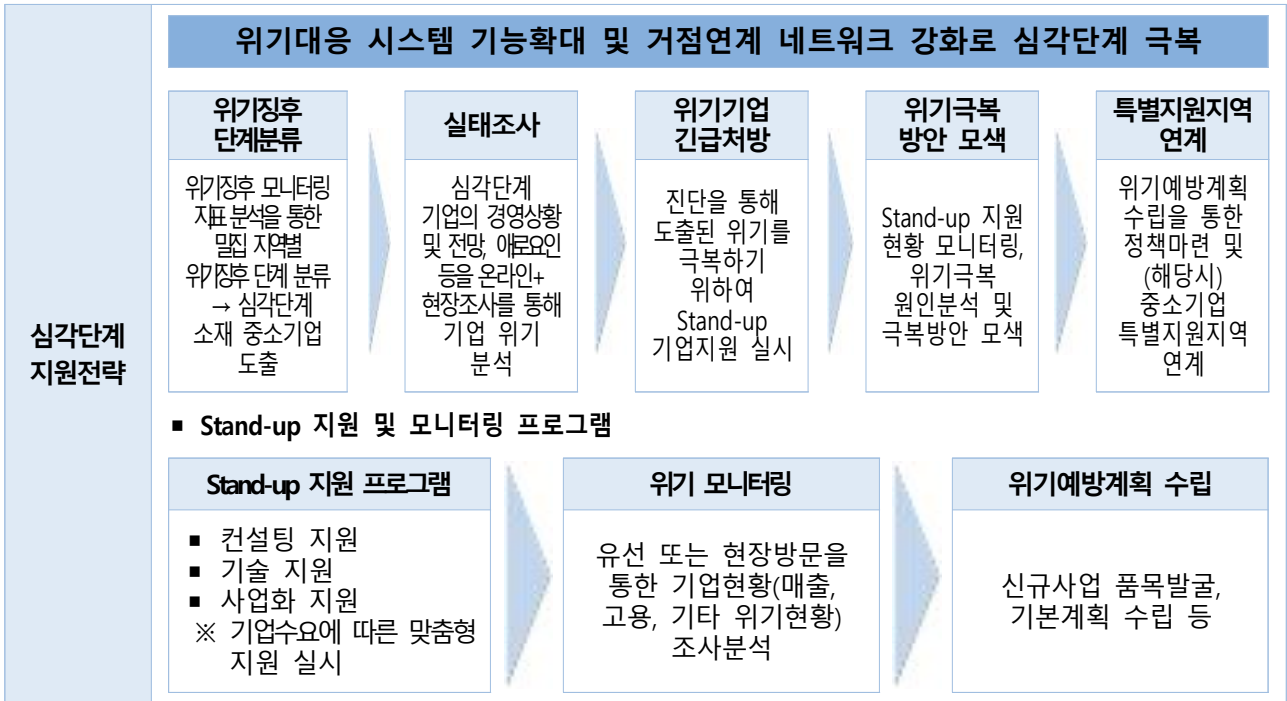 위기대응 시스템 기능확대 및 거점연계 네트워크 강화로 심각단계 극복
심각단계
지원전략
위기징후
단계분류
위기징후 모니터링
지표 분석을 통한
밀집 지역별
위기징후 단계 분류
→ 심각단계
소재 중소기업
도출
실태조사
심각단계
기업의 경영상황
및 전망, 애로요인
등을 온라인+
현장조사를 통해
기업 위기
분석
위기기업
긴급처방
진단을 통해
도출된 위기를
극복하기
위하여
Stand-up
기업지원 실시
위기극복
방안 모색
Stand-up 지원
현황 모니터링,
위기극복
원인분석 및
극복방안 모색
특별지원지역
연계
위기예방계획
수립을 통한
정책마련 및
(해당시)
중소기업
특별지원지역
연계
▪ Stand-up 지원 및 모니터링 프로그램
Stand-up 지원 프로그램
▪ 컨설팅 지원
▪ 기술 지원
▪ 사업화 지원
※ 기업수요에 따른 맞춤형
지원 실시
위기 모니터링
유선 또는 현장방문을
통한 기업현황(매출,
고용, 기타 위기현황)
조사분석
위기예방계획 수립
신규사업 품목발굴,
기본계획 수립 등